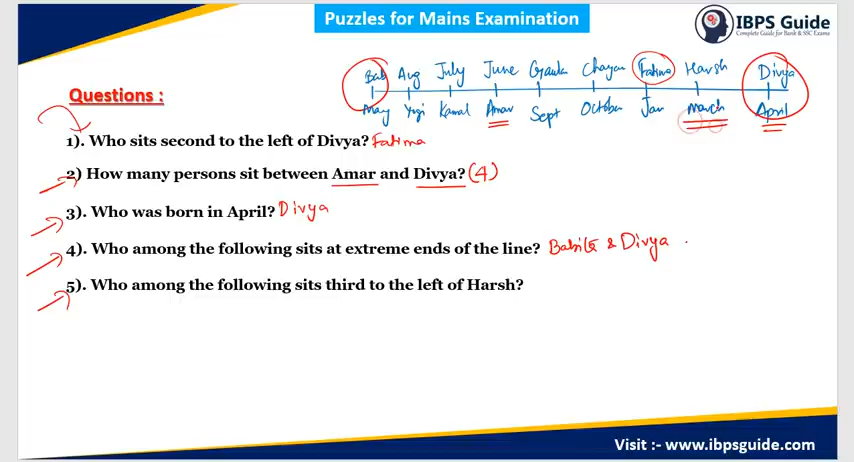 Puzzles for Mains Examination
IBPS Guide
Complete Guide for Bank & SSC Exams
Bab Aug July June Gauta Chayan Fatima Harsh Divya
May Yogi Kamal Amar Sept October Jan March April
Questions :
1). Who sits second to the left of Divya? Fatima
2) How many persons sit between Amar and Divya? (4)
3). Who was born in April? Divya
4). Who among the following sits at extreme ends of the line? & Divya
5). Who among the following sits third to the left of Harsh?
Visit :- www.ibpsguide.com